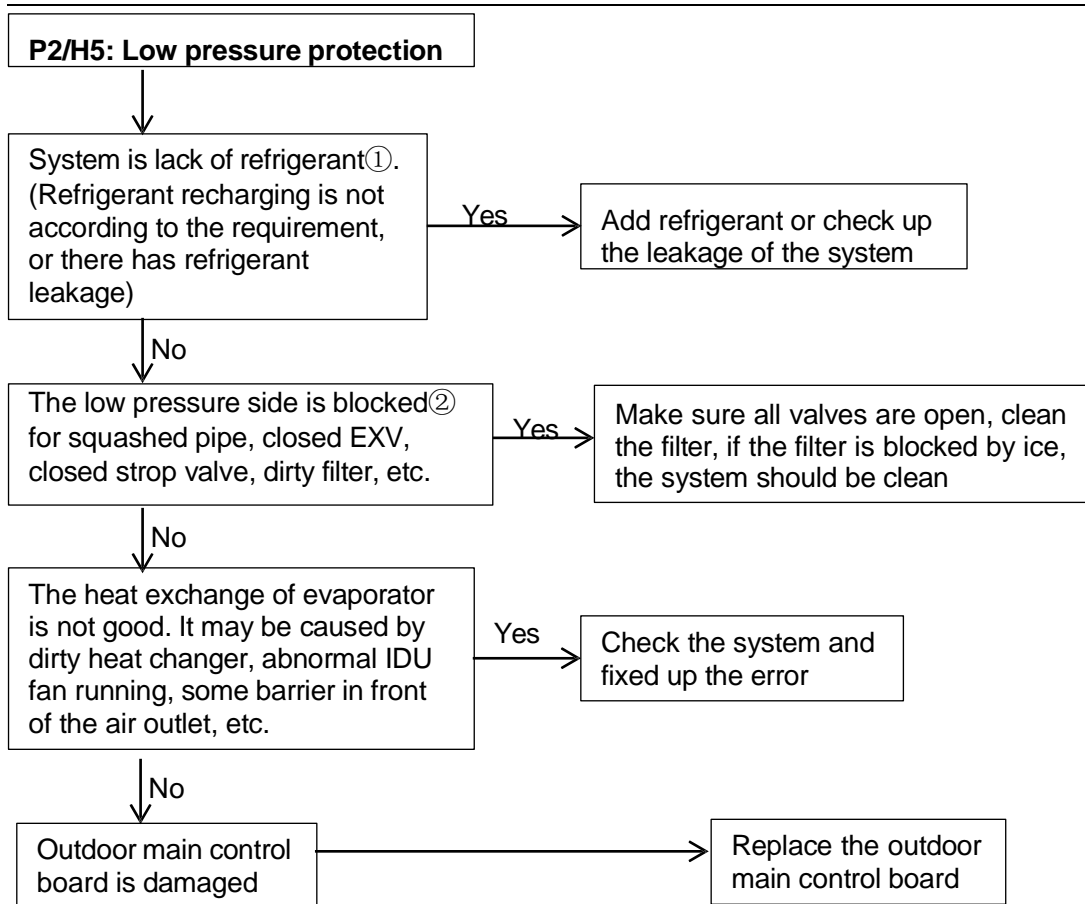 P2/H5: Low pressure protection
System is lack of refrigerant①.
(Refrigerant recharging is not
according to the requirement,
or there has refrigerant
leakage)
Yes
Add refrigerant or check up
the leakage of the system
No
The low pressure side is blocked②
for squashed pipe, closed EXV,
closed strop valve, dirty filter, etc.
Yes
Make sure all valves are open, clean
the filter, if the filter is blocked by ice,
the system should be clean
No
The heat exchange of evaporator
is not good. It may be caused by
dirty heat changer, abnormal IDU
fan running, some barrier in front
of the air outlet, etc.
Yes
Check the system and
fixed up the error
No
Outdoor main control
board is damaged
Replace the outdoor
main control board